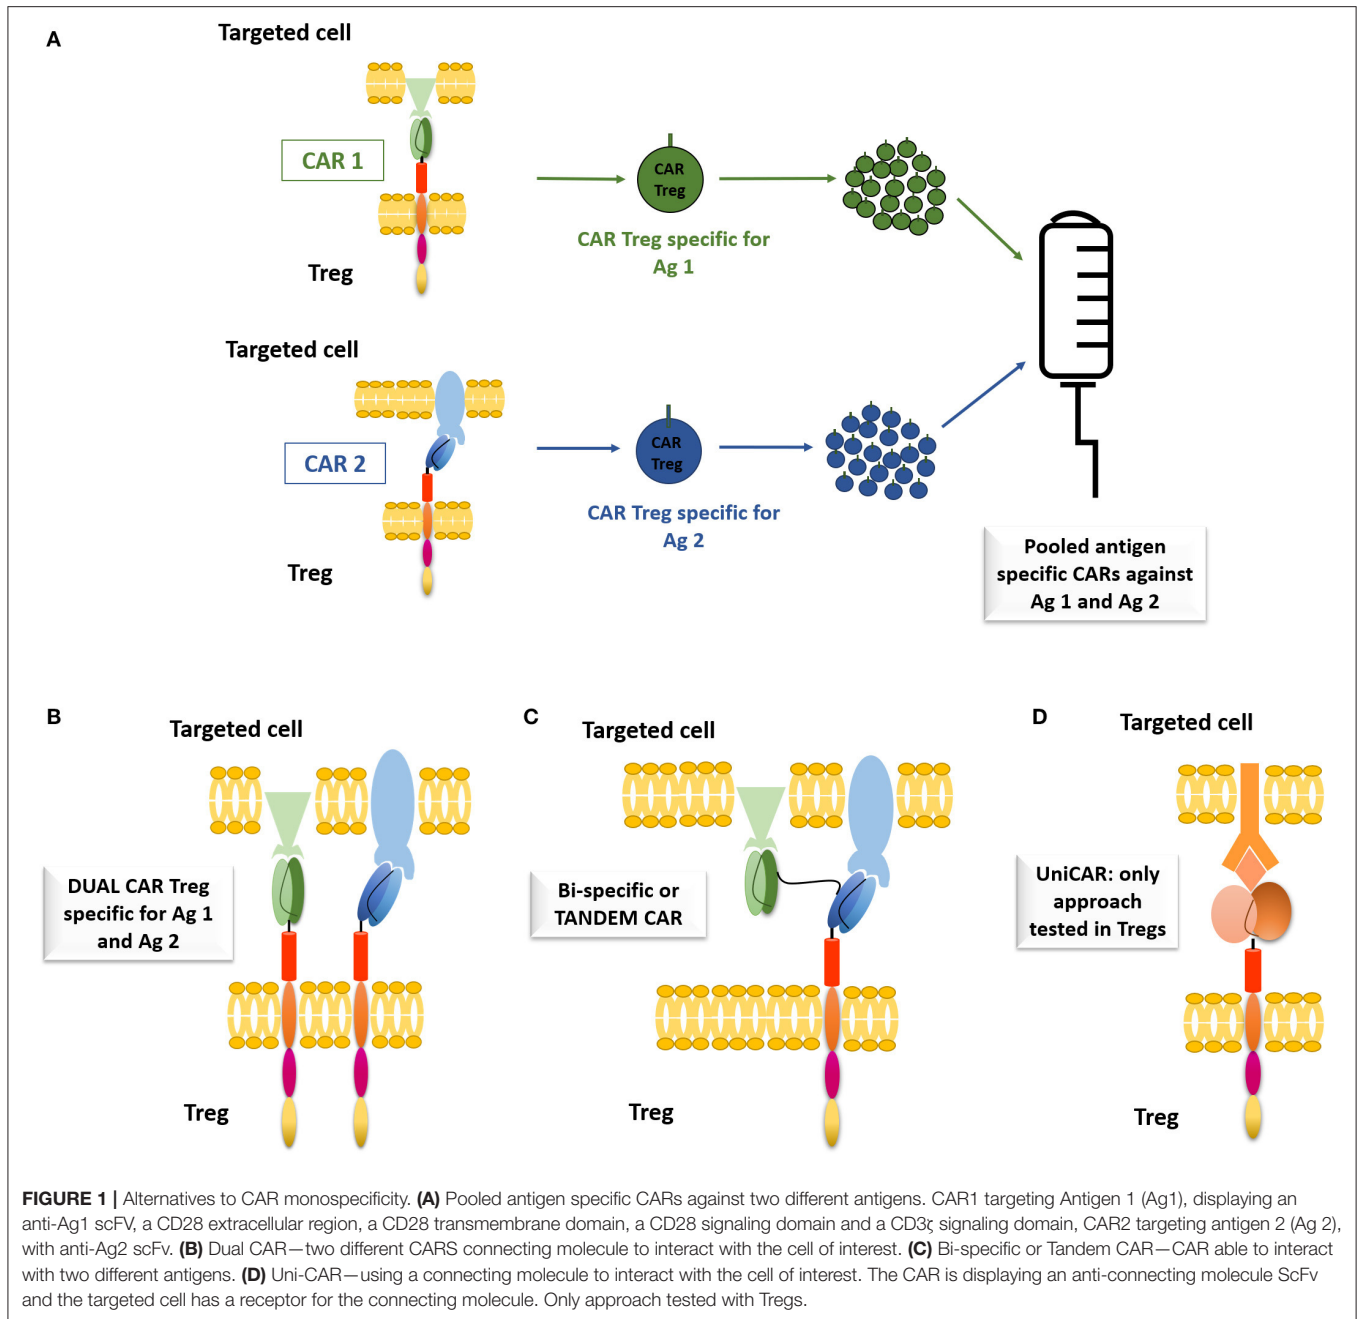 A
Targeted cell
CAR 1
Treg
CAR
Treg
CAR Treg specific for
Ag 1
Targeted cell
CAR 2
Treg
CAR
Treg
CAR Treg specific for
Ag 2
Pooled antigen
specific CARs against
Ag 1 and Ag 2
B
Targeted cell
DUAL CAR Treg
specific for Ag 1
and Ag 2
Treg
C
Targeted cell
Bi-specific or
TANDEM CAR
Treg
D
Targeted cell
UniCAR: only
approach
tested in Tregs
Treg
FIGURE 1 | Alternatives to CAR monospecificity. (A) Pooled antigen specific CARs against two different antigens. CAR1 targeting Antigen 1 (Ag1), displaying an
anti-Ag1 scFV, a CD28 extracellular region, a CD28 transmembrane domain, a CD28 signaling domain and a CD3ζ signaling domain, CAR2 targeting antigen 2 (Ag 2),
with anti-Ag2 scFv. (B) Dual CAR—two different CARS connecting molecule to interact with the cell of interest. (C) Bi-specific or Tandem CAR—CAR able to interact
with two different antigens. (D) Uni-CAR—using a connecting molecule to interact with the cell of interest. The CAR is displaying an anti-connecting molecule ScFv
and the targeted cell has a receptor for the connecting molecule. Only approach tested with Tregs.